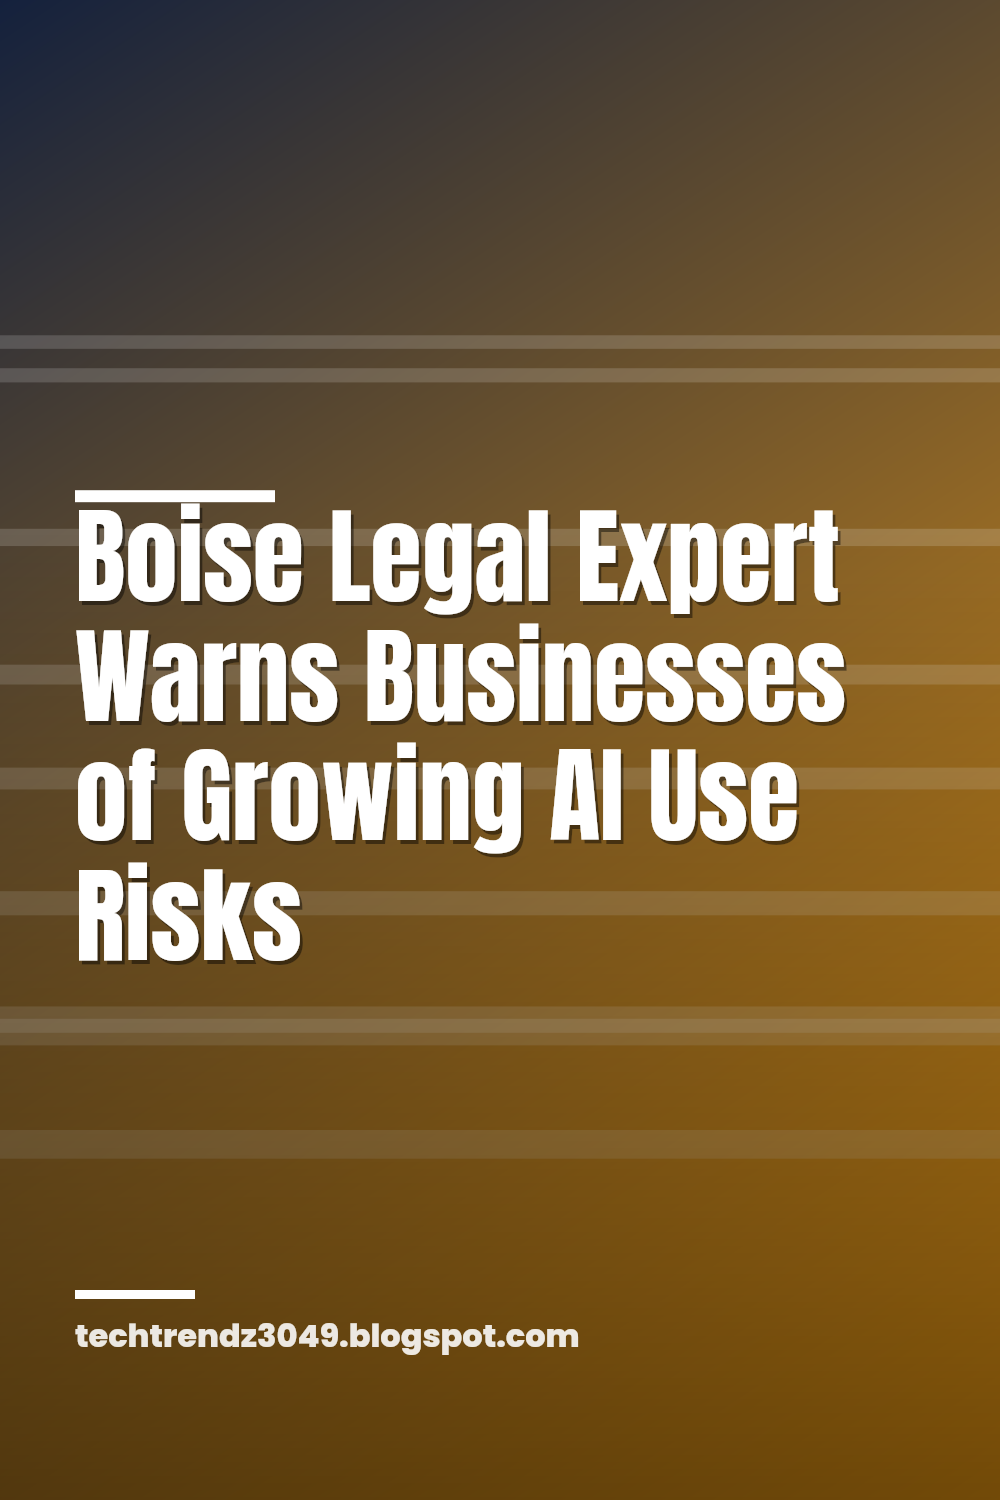 Boise Legal Expert
Warns Businesses
of Growing AI Use
Risks
techtrendz3049.blogspot.com